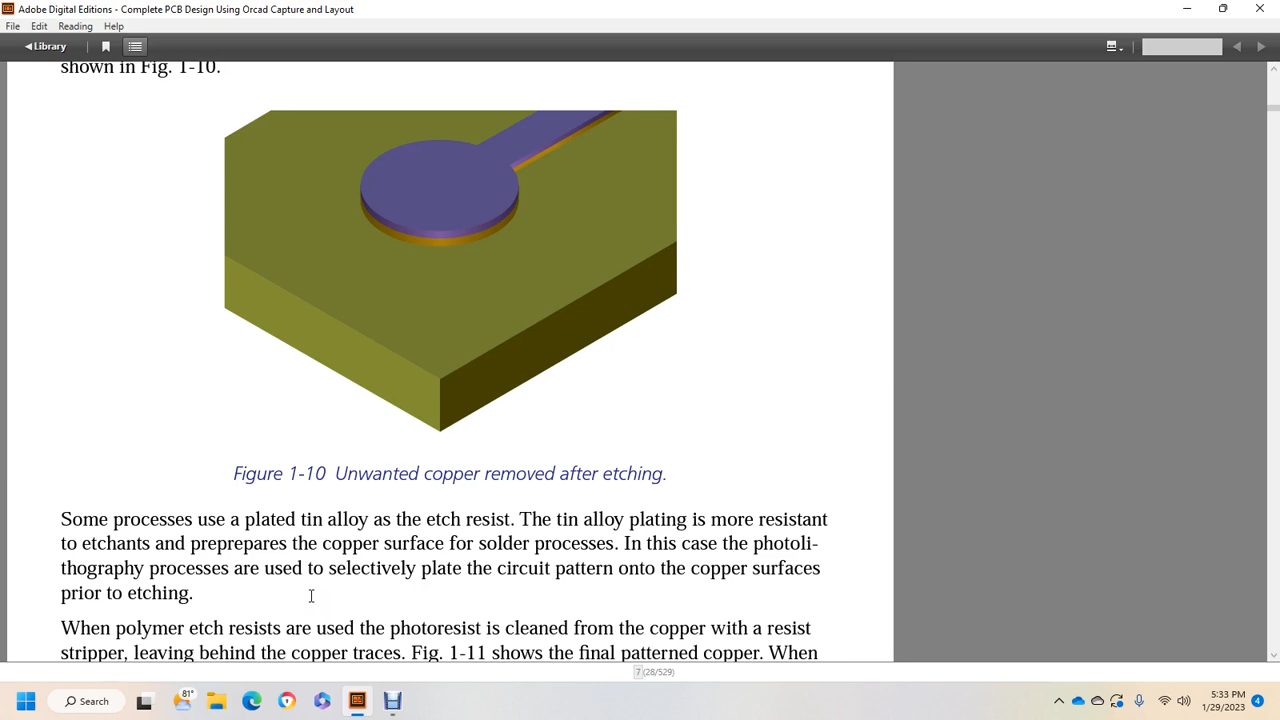 Adobe Digital Editions - Complete PCB Design Using Orcad Capture and Layout
File Edit Reading Help
Library
shown in Fig. 1-10.
Figure 1-10 Unwanted copper removed after etching.
Some processes use a plated tin alloy as the etch resist. The tin alloy plating is more resistant
to etchants and preprepares the copper surface for solder processes. In this case the photoli-
thography processes are used to selectively plate the circuit pattern onto the copper surfaces
prior to etching.
When polymer etch resists are used the photoresist is cleaned from the copper with a resist
stripper, leaving behind the copper traces. Fig. 1-11 shows the final patterned copper. When
7 (28/529)
81°
Search
5:33 PM
1/29/2023
4